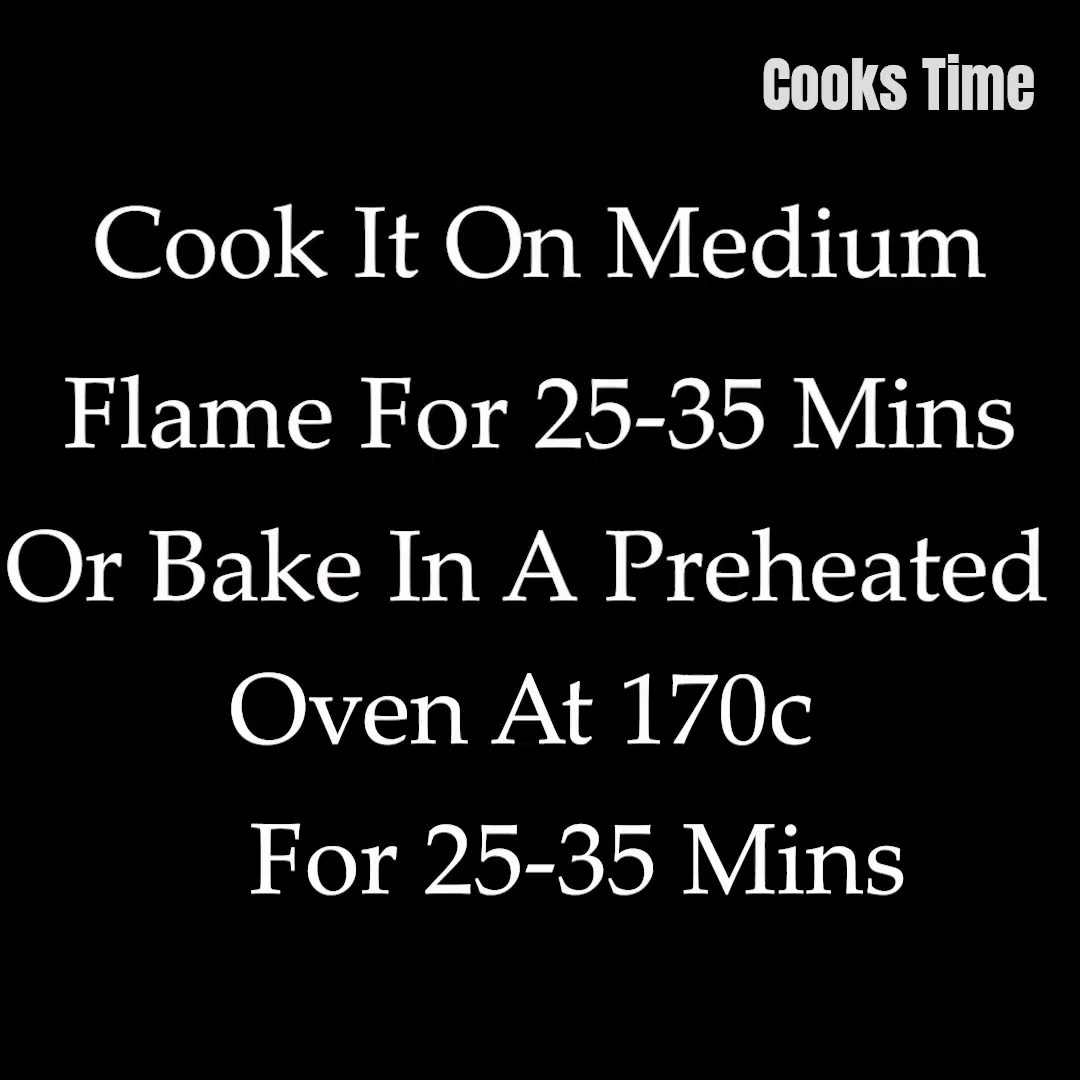 Cooks Time
Cook It On Medium
Flame For 25-35 Mins
Or Bake In A Preheated
Oven At 170c
For 25-35 Mins